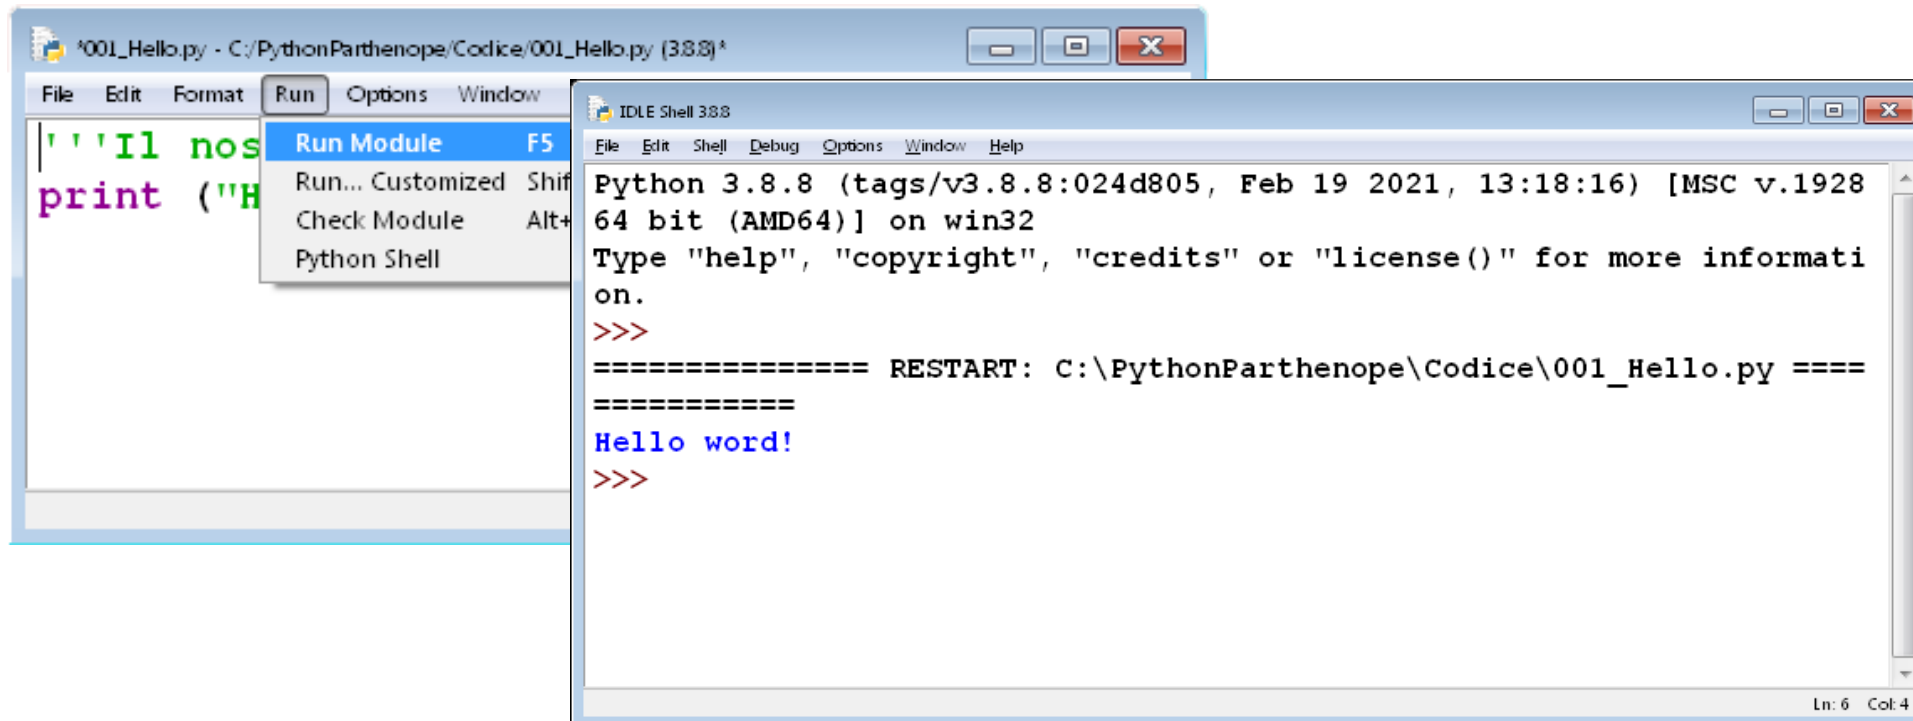 *001_Hello.py - C:/PythonParthenope/Codice/001_Hello.py (3.8.8)*
File Edit Format Run Options Window
'''Il nos
print ("H
Run Module F5
Run... Customized Shif
Check Module Alt+
Python Shell
IDLE Shell 3.8.8
File Edit Shell Debug Options Window Help
Python 3.8.8 (tags/v3.8.8:024d805, Feb 19 2021, 13:18:16) [MSC v.1928
64 bit (AMD64)] on win32
Type "help", "copyright", "credits" or "license()" for more informati
on.
>>>
=============== RESTART: C:\PythonParthenope\Codice\001_Hello.py ====
===========
Hello word!
>>>
Ln: 6 Col: 4